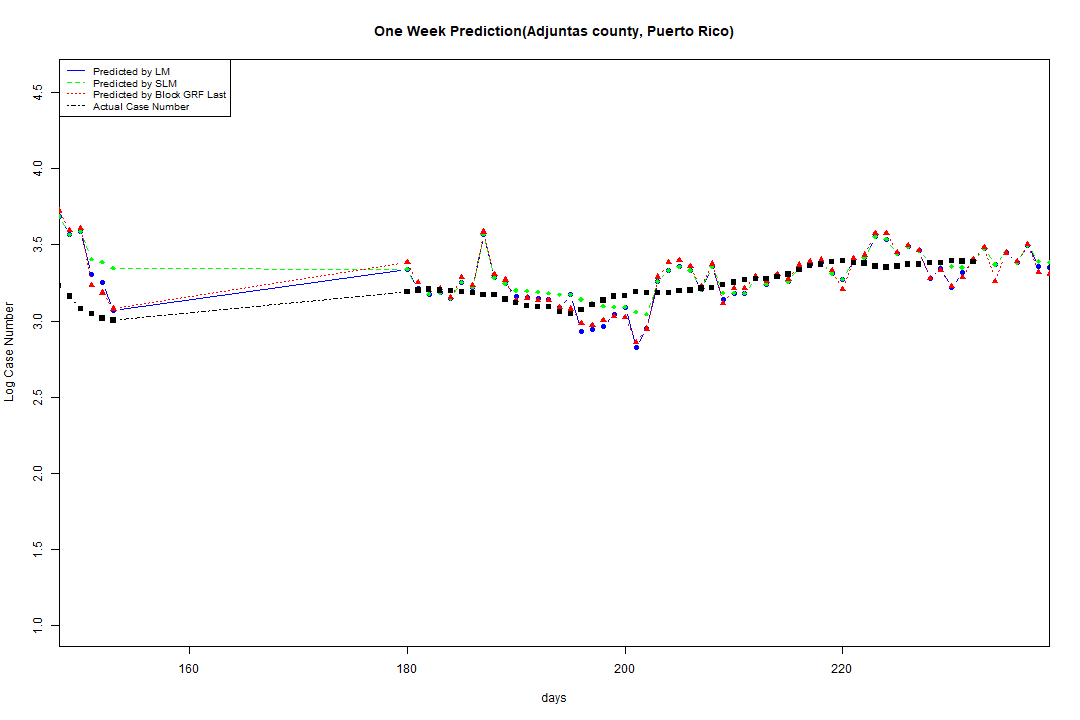 One Week Prediction(Adjuntas county, Puerto Rico)
Predicted by LM
Predicted by SLM
Predicted by Block GRF Last
Actual Case Number
4.5
4.0
3.5
3.0
2.5
2.0
1.5
1.0
Log Case Number
160 180 200 220
days